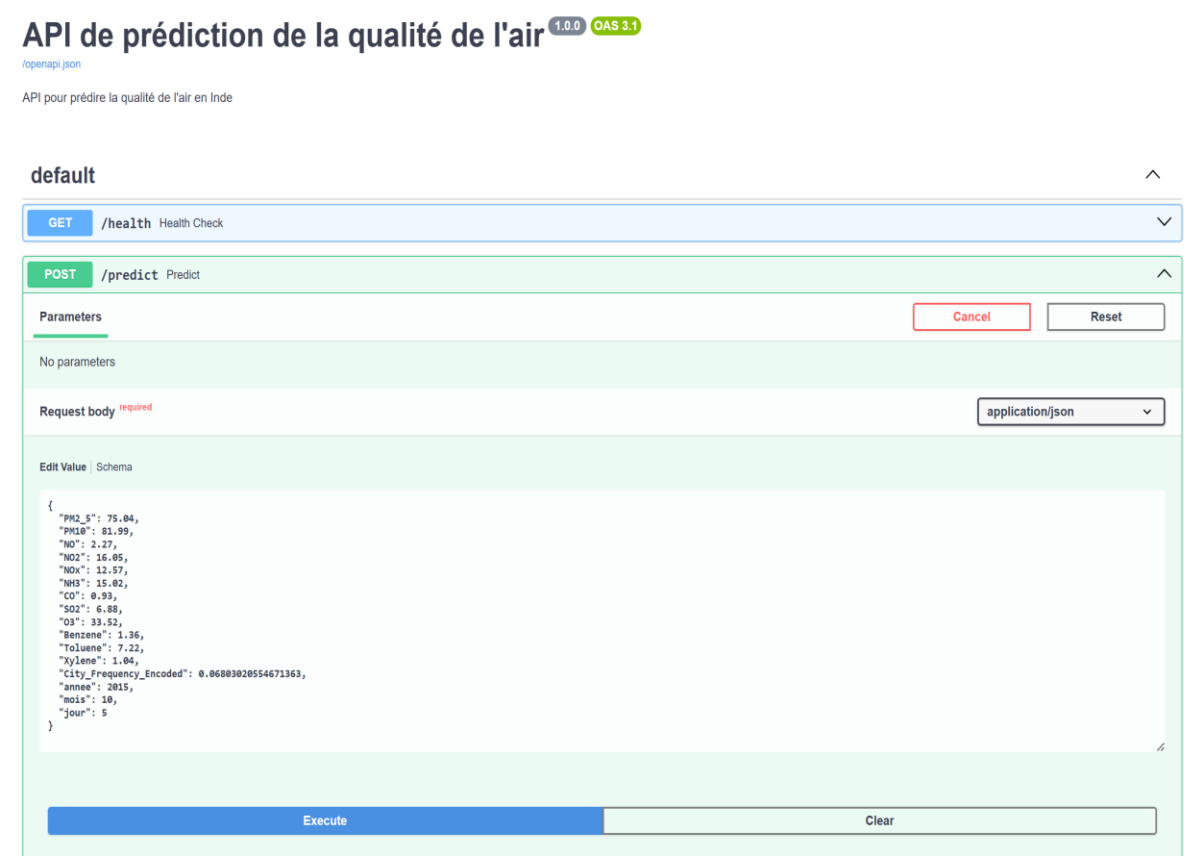 API de prédiction de la qualité de l'air 1.0.0 OAS 3.1
/openapi.json
API pour prédire la qualité de l'air en Inde
default
GET /health Health Check
POST /predict Predict
Parameters Cancel Reset
No parameters
Request body required application/json
Edit Value Schema
{
"PM2_5": 75.04,
"PM10": 81.99,
"NO": 2.27,
"NO2": 16.05,
"NOx": 12.57,
"NH3": 15.02,
"CO": 0.93,
"SO2": 6.88,
"O3": 33.52,
"Benzene": 1.36,
"Toluene": 7.22,
"Xylene": 1.04,
"City_Frequency_Encoded": 0.06803020554671363,
"annee": 2015,
"mois": 10,
"jour": 5
}
Execute Clear